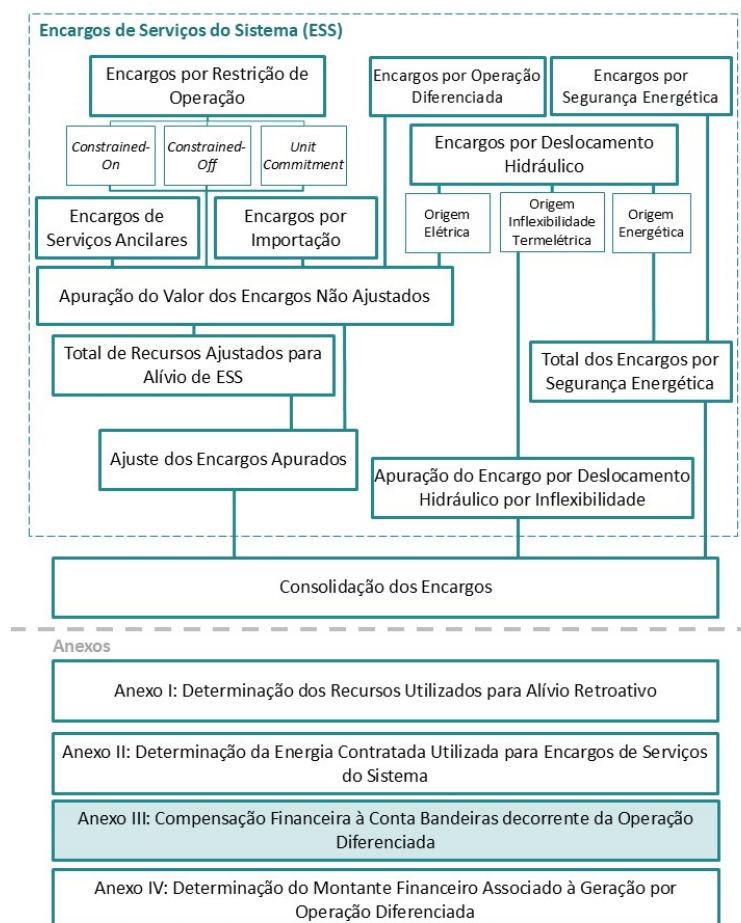 Encargos de Serviços do Sistema (ESS)
Encargos por Restrição de
Operação
Encargos por Operação
Diferenciada
Encargos por
Segurança Energética
Constrained-
On
Constrained-
Off
Unit
Commitment
Encargos por Deslocamento
Hidráulico
Encargos de
Serviços Ancilares
Encargos por
Importação
Origem
Elétrica
Origem
Inflexibilidade
Termelétrica
Origem
Energética
Apuração do Valor dos Encargos Não Ajustados
Total de Recursos Ajustados para
Alívio de ESS
Total dos Encargos por
Segurança Energética
Ajuste dos Encargos Apurados
Apuração do Encargo por Deslocamento
Hidráulico por Inflexibilidade
Consolidação dos Encargos
Anexos
Anexo I: Determinação dos Recursos Utilizados para Alívio Retroativo
Anexo II: Determinação da Energia Contratada Utilizada para Encargos de Serviços
do Sistema
Anexo III: Compensação Financeira à Conta Bandeiras decorrente da Operação
Diferenciada
Anexo IV: Determinação do Montante Financeiro Associado à Geração por
Operação Diferenciada